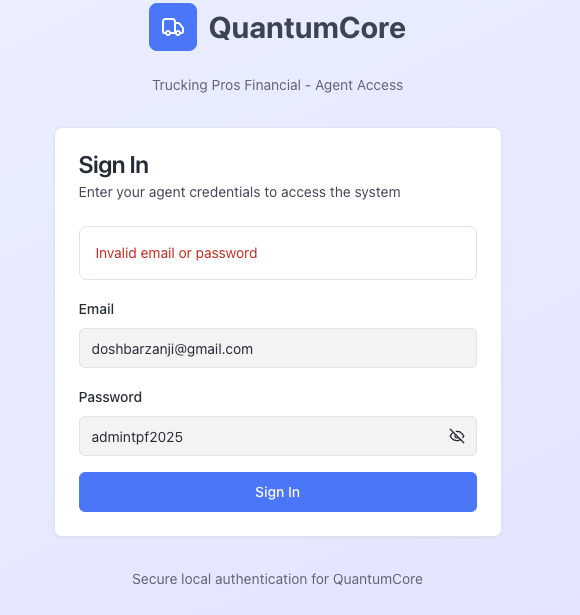 QuantumCore
Trucking Pros Financial - Agent Access
Sign In
Enter your agent credentials to access the system
Invalid email or password
Email
doshbarzanji@gmail.com
Password
admintpf2025
Sign In
Secure local authentication for QuantumCore